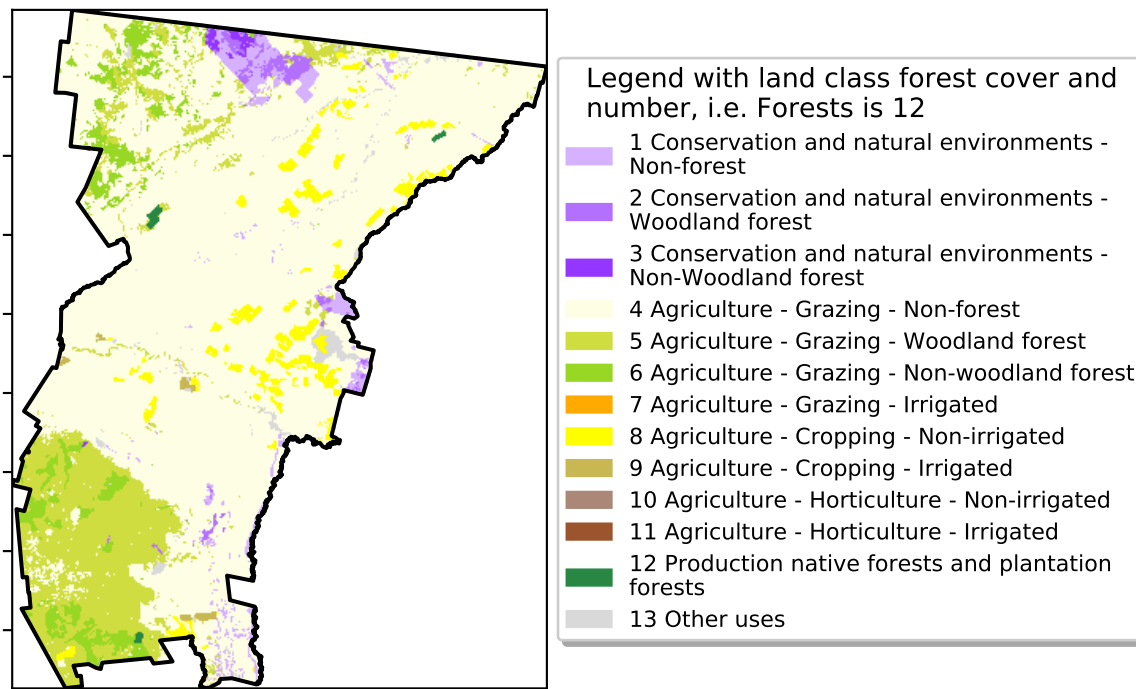 Legend with land class forest cover and
number, i.e. Forests is 12
1 Conservation and natural environments -
Non-forest
2 Conservation and natural environments -
Woodland forest
3 Conservation and natural environments -
Non-Woodland forest
4 Agriculture - Grazing - Non-forest
5 Agriculture - Grazing - Woodland forest
6 Agriculture - Grazing - Non-woodland forest
7 Agriculture - Grazing - Irrigated
8 Agriculture - Cropping - Non-irrigated
9 Agriculture - Cropping - Irrigated
10 Agriculture - Horticulture - Non-irrigated
11 Agriculture - Horticulture - Irrigated
12 Production native forests and plantation
forests
13 Other uses